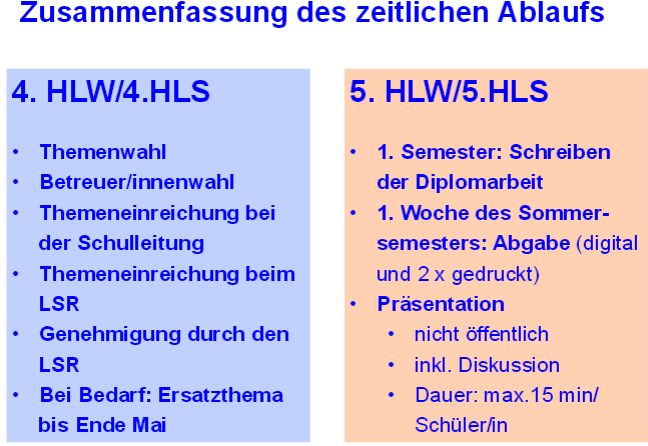 Zusammenfassung des zeitlichen Ablaufs
4. HLW/4.HLS
• Themenwahl
• Betreuer/innenwahl
• Themeneinreichung bei
der Schulleitung
• Themeneinreichung beim
LSR
• Genehmigung durch den
LSR
• Bei Bedarf: Ersatzthema
bis Ende Mai
5. HLW/5.HLS
• 1. Semester: Schreiben
der Diplomarbeit
• 1. Woche des Sommer-
semesters: Abgabe (digital
und 2 x gedruckt)
• Präsentation
• nicht öffentlich
• inkl. Diskussion
• Dauer: max.15 min/
Schüler/in